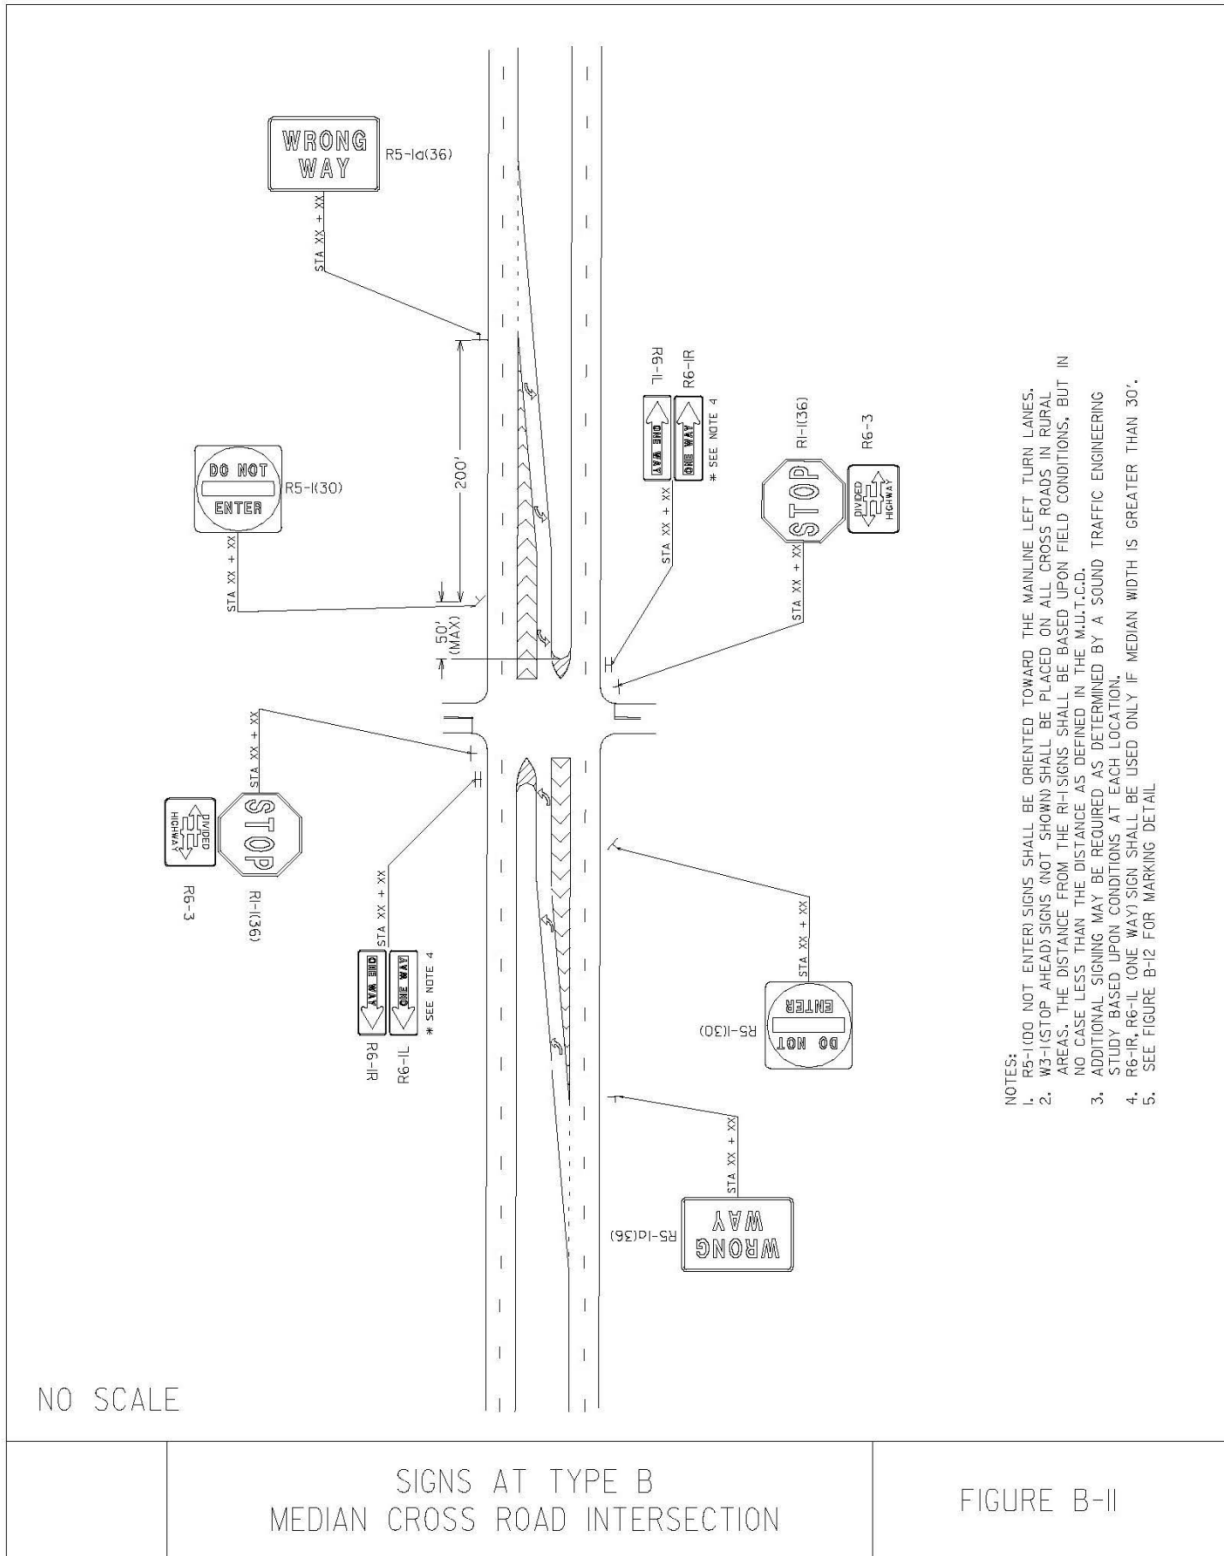 WRONG
WAY
R5-1a(36)
STA XX + XX
DO NOT
ENTER
R5-1(30)
STA XX + XX
200'
50'
(MAX)
R6-1L
ONE WAY
ONE WAY
R6-1R
* SEE NOTE 4
STA XX + XX
R1-1(36)
STOP
DIVIDED
HIGHWAY
R6-3
STA XX + XX
STA XX + XX
DIVIDED
HIGHWAY
STOP
R6-3
R1-1(36)
STA XX + XX
ONE WAY
ONE WAY
R6-1R
R6-1L
* SEE NOTE 4
STA XX + XX
DO NOT
ENTER
R5-1(30)
STA XX + XX
WRONG
WAY
R5-1a(36)
NOTES:
1. R5-1(DO NOT ENTER) SIGNS SHALL BE ORIENTED TOWARD THE MAINLINE LEFT TURN LANES.
2. W3-1(STOP AHEAD) SIGNS (NOT SHOWN) SHALL BE PLACED ON ALL CROSS ROADS IN RURAL
AREAS. THE DISTANCE FROM THE R1-1 SIGNS SHALL BE BASED UPON FIELD CONDITIONS, BUT IN
NO CASE LESS THAN THE DISTANCE AS DEFINED IN THE M.U.T.C.D.
3. ADDITIONAL SIGNING MAY BE REQUIRED AS DETERMINED BY A SOUND TRAFFIC ENGINEERING
STUDY BASED UPON CONDITIONS AT EACH LOCATION.
4. R6-1R, R6-1L (ONE WAY) SIGN SHALL BE USED ONLY IF MEDIAN WIDTH IS GREATER THAN 30'.
5. SEE FIGURE B-12 FOR MARKING DETAIL
NO SCALE
SIGNS AT TYPE B
MEDIAN CROSS ROAD INTERSECTION
FIGURE B-11